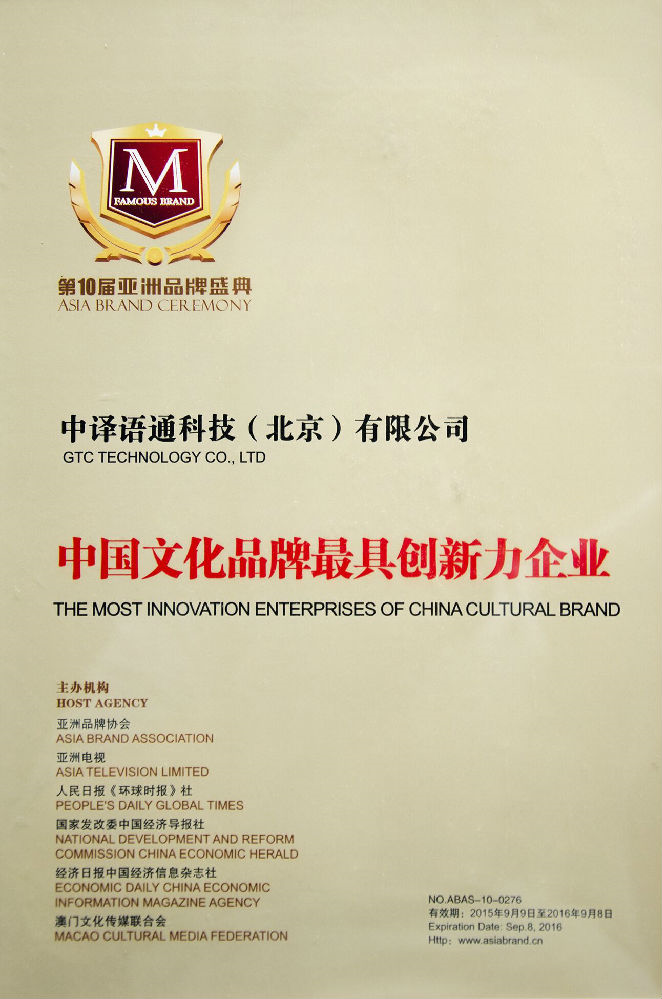 M
FAMOUS BRAND
第10届亚洲品牌盛典
ASIA BRAND CEREMONY
中译语通科技（北京）有限公司
GTC TECHNOLOGY CO., LTD
中国文化品牌最具创新力企业
THE MOST INNOVATION ENTERPRISES OF CHINA CULTURAL BRAND
主办机构
HOST AGENCY
亚洲品牌协会
ASIA BRAND ASSOCIATION
亚洲电视
ASIA TELEVISION LIMITED
人民日报《环球时报》社
PEOPLE'S DAILY GLOBAL TIMES
国家发改委中国经济导报社
NATIONAL DEVELOPMENT AND REFORM
COMMISSION CHINA ECONOMIC HERALD
经济日报中国经济信息杂志社
ECONOMIC DAILY CHINA ECONOMIC
INFORMATION MAGAZINE AGENCY
澳门文化传媒联合会
MACAO CULTURAL MEDIA FEDERATION
NO.ABAS-10-0276
有效期：2015年9月9日至2016年9月8日
Expiration Date: Sep.8, 2016
Http：www.asiabrand.cn